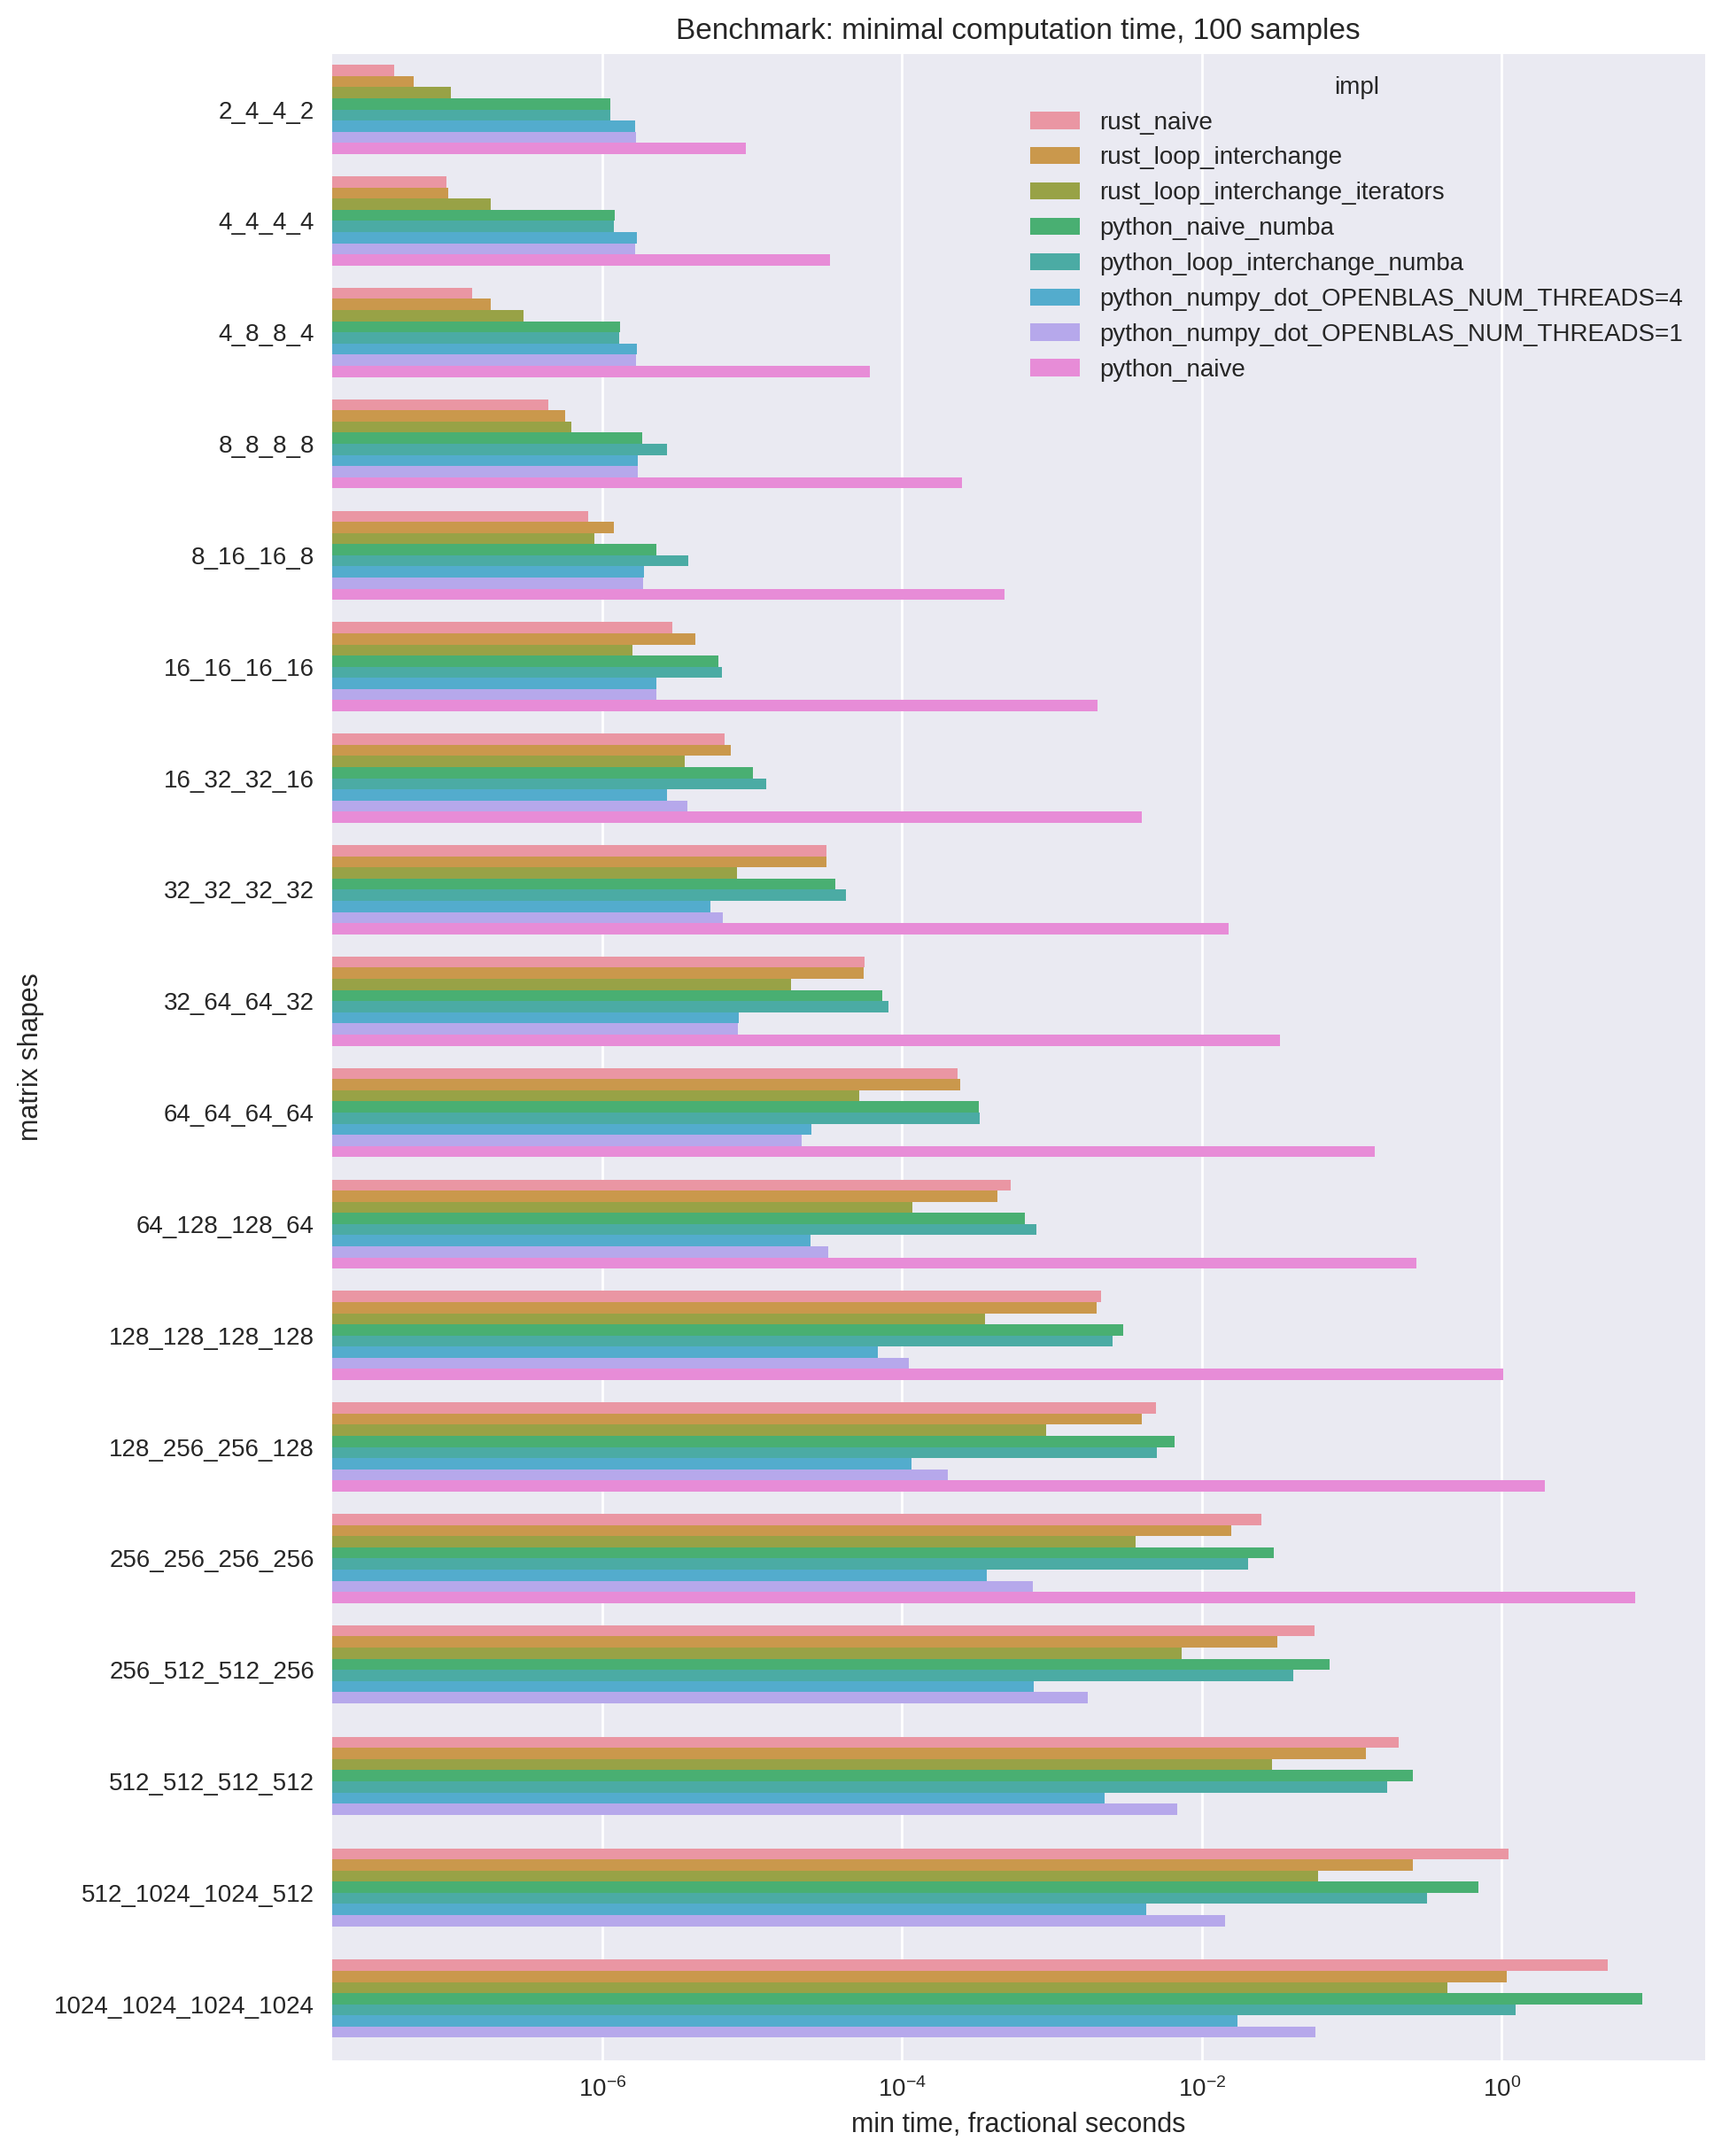 Benchmark: minimal computation time, 100 samples
impl
rust_naive
rust_loop_interchange
rust_loop_interchange_iterators
python_naive_numba
python_loop_interchange_numba
python_numpy_dot_OPENBLAS_NUM_THREADS=4
python_numpy_dot_OPENBLAS_NUM_THREADS=1
python_naive
matrix shapes
2_4_4_2
4_4_4_4
4_8_8_4
8_8_8_8
8_16_16_8
16_16_16_16
16_32_32_16
32_32_32_32
32_64_64_32
64_64_64_64
64_128_128_64
128_128_128_128
128_256_256_128
256_256_256_256
256_512_512_256
512_512_512_512
512_1024_1024_512
1024_1024_1024_1024
10⁻⁶ 10⁻⁴ 10⁻² 10⁰
min time, fractional seconds